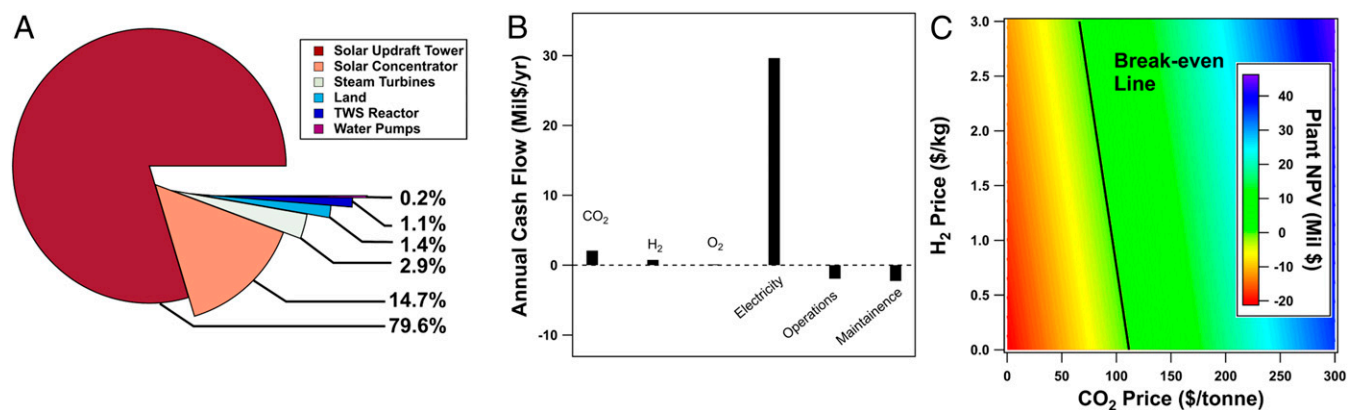 A
Solar Updraft Tower
Solar Concentrator
Steam Turbines
Land
TWS Reactor
Water Pumps
0.2%
1.1%
1.4%
2.9%
14.7%
79.6%
B
Annual Cash Flow (Mil$/yr)
30
20
10
0
-10
CO2
H2
O2
Electricity
Operations
Maintainence
C
H2 Price ($/kg)
3.0
2.5
2.0
1.5
1.0
0.5
0.0
Break-even
Line
40
30
20
10
0
-10
-20
Plant NPV (Mil $)
0
50
100
150
200
250
300
CO2 Price ($/tonne)